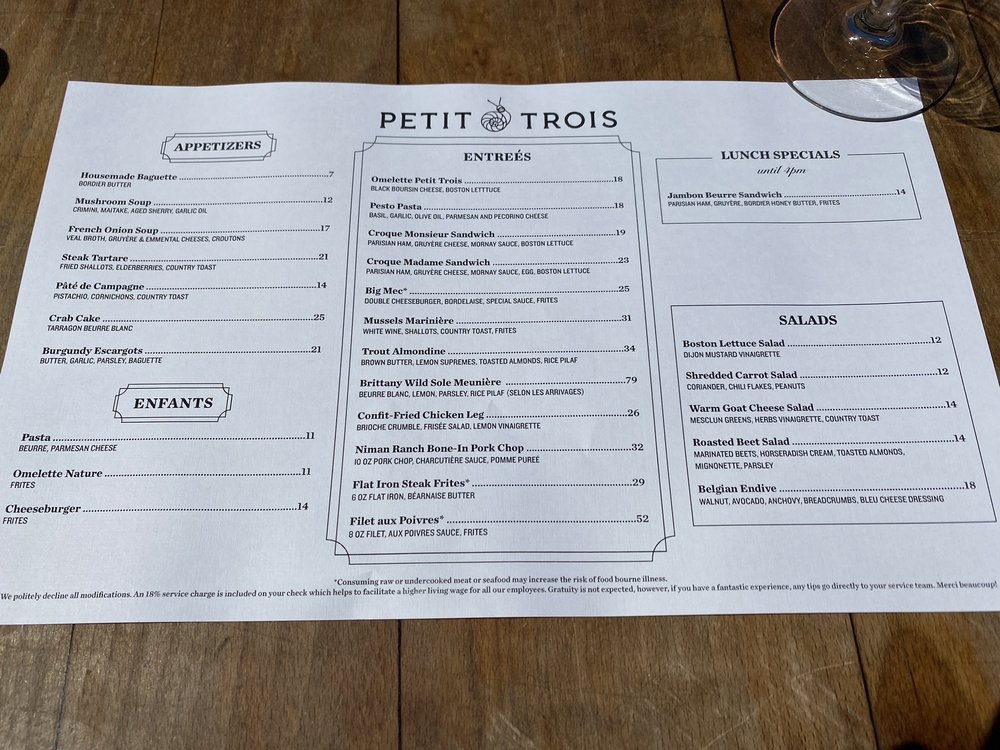 PETIT TROIS
APPETIZERS
Housemade Baguette 7
BORDIER BUTTER
Mushroom Soup 12
CRIMINI, MAITAKE, AGED SHERRY, GARLIC OIL
French Onion Soup 17
VEAL BROTH, GRUYÈRE & EMMENTAL CHEESES, CROUTONS
Steak Tartare 21
FRIED SHALLOTS, ELDERBERRIES, COUNTRY TOAST
Pâté de Campagne 14
PISTACHIO, CORNICHONS, COUNTRY TOAST
Crab Cake 25
TARRAGON BEURRE BLANC
Burgundy Escargots 21
BUTTER, GARLIC, PARSLEY, BAGUETTE
ENFANTS
Pasta 11
BEURRE, PARMESAN CHEESE
Omelette Nature 11
FRITES
Cheeseburger 14
FRITES
ENTREÉS
Omelette Petit Trois 18
BLACK BOURSIN CHEESE, BOSTON LETTTUCE
Pesto Pasta 18
BASIL, GARLIC, OLIVE OIL, PARMESAN AND PECORINO CHEESE
Croque Monsieur Sandwich 19
PARISIAN HAM, GRUYÈRE CHEESE, MORNAY SAUCE, BOSTON LETTUCE
Croque Madame Sandwich 23
PARISIAN HAM, GRUYÈRE CHEESE, MORNAY SAUCE, EGG, BOSTON LETTUCE
Big Mec* 25
DOUBLE CHEESEBURGER, BORDELAISE, SPECIAL SAUCE, FRITES
Mussels Marinière 31
WHITE WINE, SHALLOTS, COUNTRY TOAST, FRITES
Trout Almondine 34
BROWN BUTTER, LEMON SUPREMES, TOASTED ALMONDS, RICE PILAF
Brittany Wild Sole Meunière 79
BEURRE BLANC, LEMON, PARSLEY, RICE PILAF (SELON LES ARRIVAGES)
Confit-Fried Chicken Leg 26
BRIOCHE CRUMBLE, FRISÉE SALAD, LEMON VINAIGRETTE
Niman Ranch Bone-In Pork Chop 32
10 OZ PORK CHOP, CHARCUTIÈRE SAUCE, POMME PUREÉ
Flat Iron Steak Frites* 29
6 OZ FLAT IRON, BÉARNAISE BUTTER
Filet aux Poivres* 52
8 OZ FILET, AUX POIVRES SAUCE, FRITES
LUNCH SPECIALS
until 4pm
Jambon Beurre Sandwich 14
PARISIAN HAM, GRUYÈRE, BORDIER HONEY BUTTER, FRITES
SALADS
Boston Lettuce Salad 12
DIJON MUSTARD VINAIGRETTE
Shredded Carrot Salad 12
CORIANDER, CHILI FLAKES, PEANUTS
Warm Goat Cheese Salad 14
MESCLUN GREENS, HERBS VINAIGRETTE, COUNTRY TOAST
Roasted Beet Salad 14
MARINATED BEETS, HORSERADISH CREAM, TOASTED ALMONDS,
MIGNONETTE, PARSLEY
Belgian Endive 18
WALNUT, AVOCADO, ANCHOVY, BREADCRUMBS, BLEU CHEESE DRESSING
*Consuming raw or undercooked meat or seafood may increase the risk of food bourne illness.
We politely decline all modifications. An 18% service charge is included on your check which helps to facilitate a higher living wage for all our employees. Gratuity is not expected, however, if you have a fantastic experience, any tips go directly to your service team. Merci beaucoup!